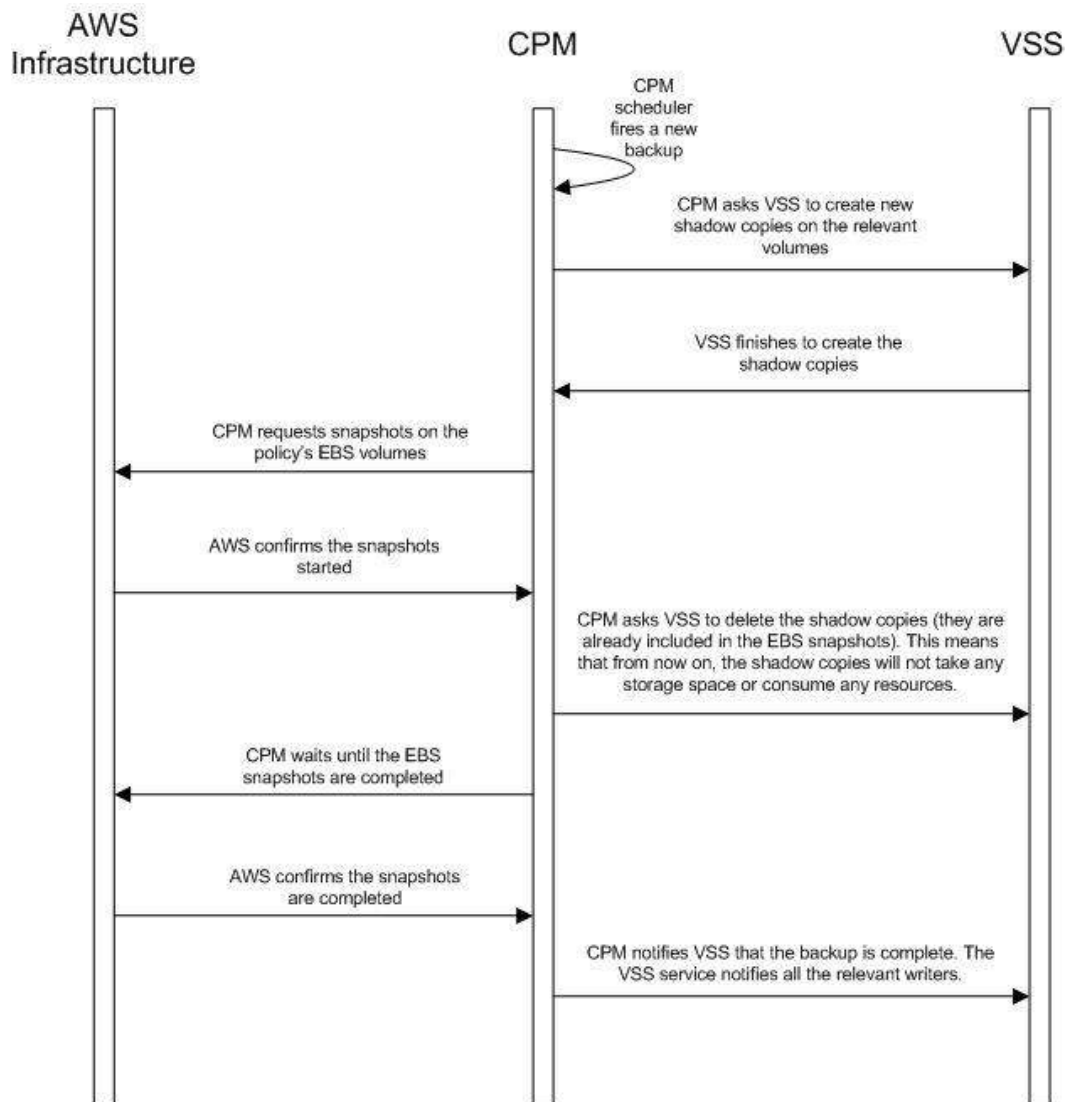 AWS
Infrastructure
CPM
VSS
CPM
scheduler
fires a new
backup
CPM asks VSS to create new
shadow copies on the relevant
volumes
VSS finishes to create the
shadow copies
CPM requests snapshots on the
policy's EBS volumes
AWS confirms the snapshots
started
CPM asks VSS to delete the shadow copies (they are
already included in the EBS snapshots). This means
that from now on, the shadow copies will not take any
storage space or consume any resources.
CPM waits until the EBS
snapshots are completed
AWS confirms the snapshots
are completed
CPM notifies VSS that the backup is complete. The
VSS service notifies all the relevant writers.